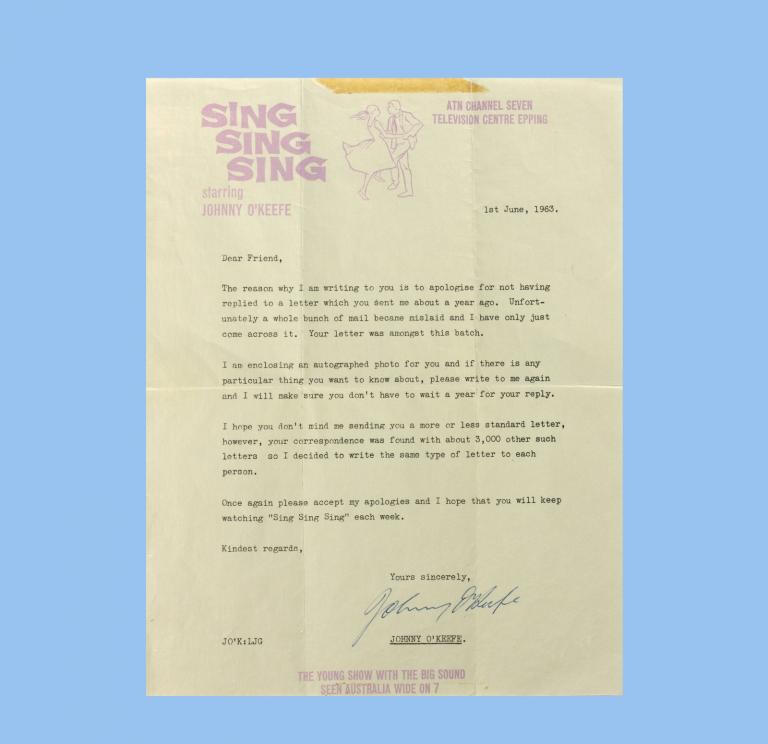 SING
SING
SING
starring
JOHNNY O'KEEFE
ATN CHANNEL SEVEN
TELEVISION CENTRE EPPING
1st June, 1963.
Dear Friend,
The reason why I am writing to you is to apologise for not having
replied to a letter which you sent me about a year ago.  Unfort-
unately a whole bunch of mail became mislaid and I have only just
come across it.  Your letter was amongst this batch.
I am enclosing an autographed photo for you and if there is any
particular thing you want to know about, please write to me again
and I will make sure you don't have to wait a year for your reply.
I hope you don't mind me sending you a more or less standard letter,
however, your correspondence was found with about 3,000 other such
letters  so I decided to write the same type of letter to each
person.
Once again please accept my apologies and I hope that you will keep
watching "Sing Sing Sing" each week.
Kindest regards,
Yours sincerely,
Johnny O'Keefe
JO'K:LJG
JOHNNY O'KEEFE.
THE YOUNG SHOW WITH THE BIG SOUND
SEEN AUSTRALIA WIDE ON 7